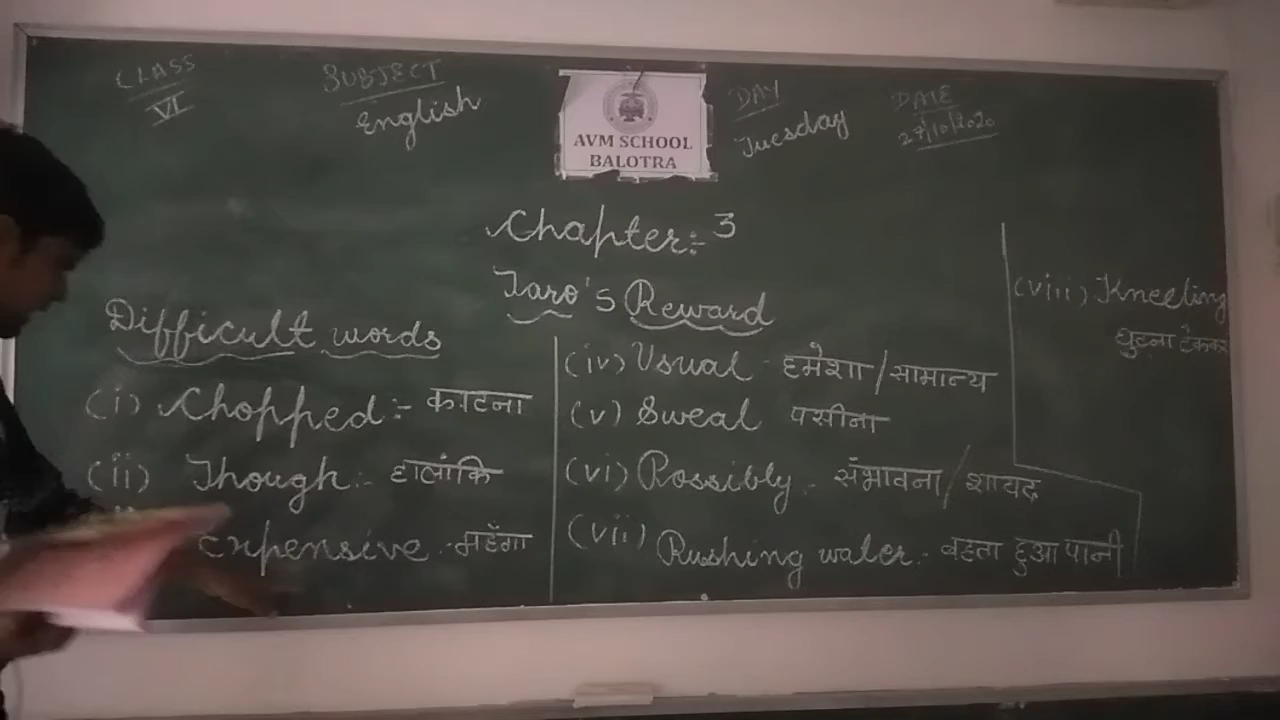 CLASS
VI
SUBJECT
English
AVM SCHOOL
BALOTRA
DAY
Tuesday
DATE
27/10/2020
Chapter:- 3
Taro's Reward
Difficult words
(i) Chopped:- काटना
(ii) Though:- हालांकि
expensive - महँगा
(iv) Usual - हमेशा/सामान्य
(v) Sweat पसीना
(vi) Possibly - संभावना/शायद
(vii) Rushing water - बहता हुआ पानी
(viii) Kneeling
घुटना टेककर